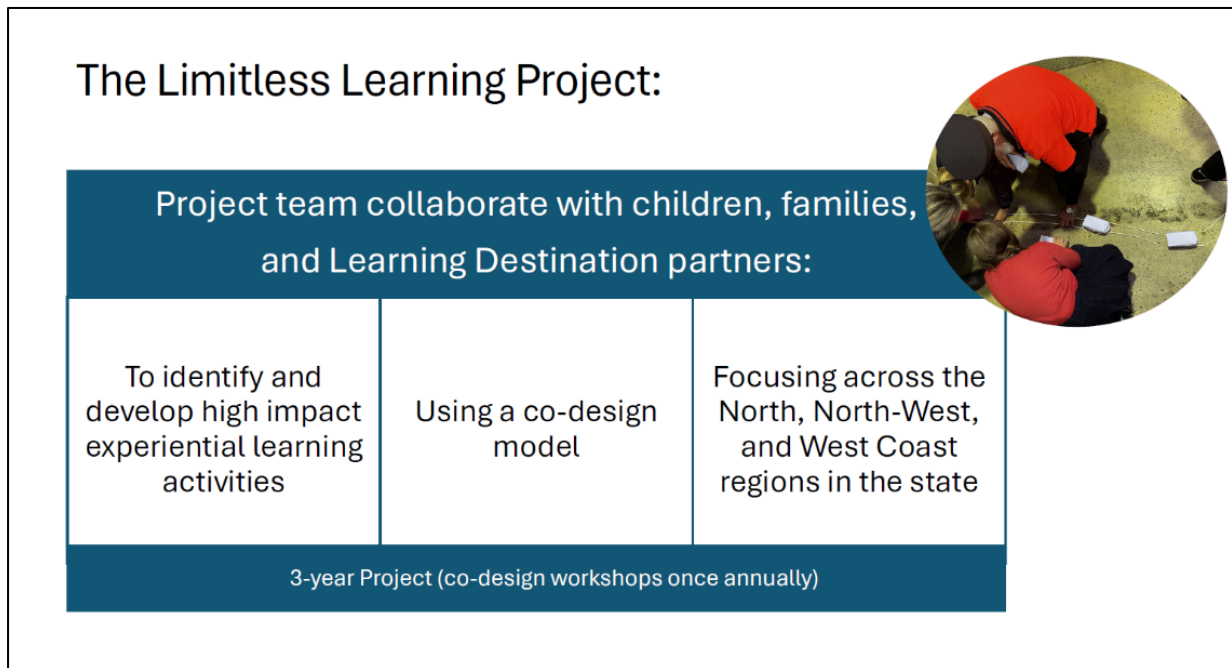 The Limitless Learning Project:
Project team collaborate with children, families,
and Learning Destination partners:
To identify and
develop high impact
experiential learning
activities
Using a co-design
model
Focusing across the
North, North-West,
and West Coast
regions in the state
3-year Project (co-design workshops once annually)